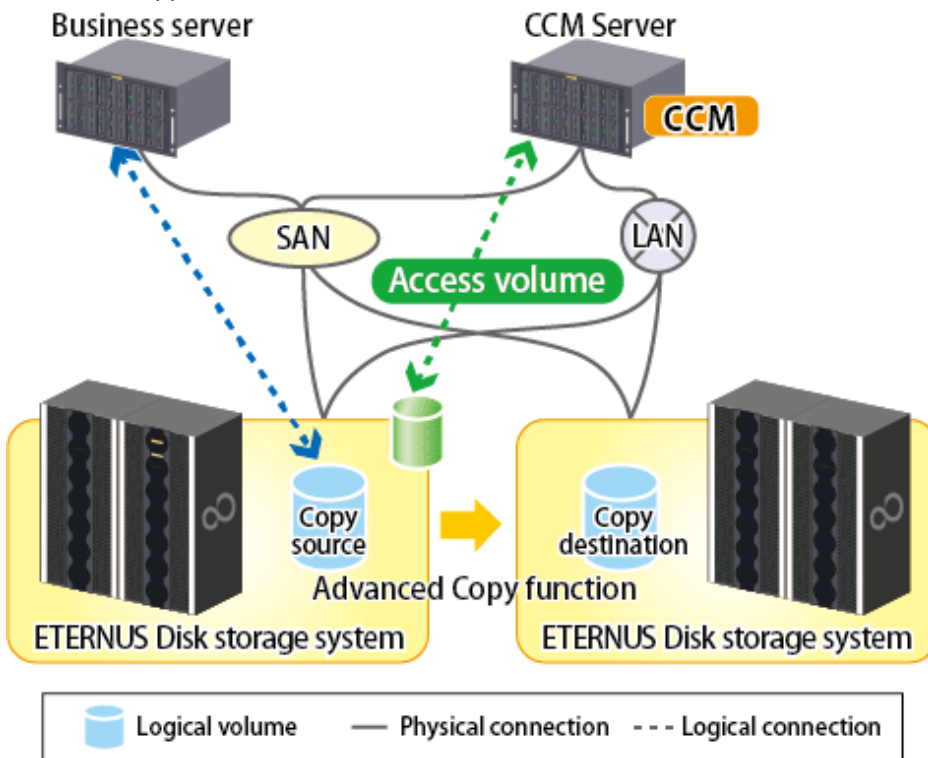 Business server
CCM Server
CCM
SAN
LAN
Access volume
Copy
source
Copy
destination
Advanced Copy function
ETERNUS Disk storage system
ETERNUS Disk storage system
Logical volume
Physical connection
Logical connection